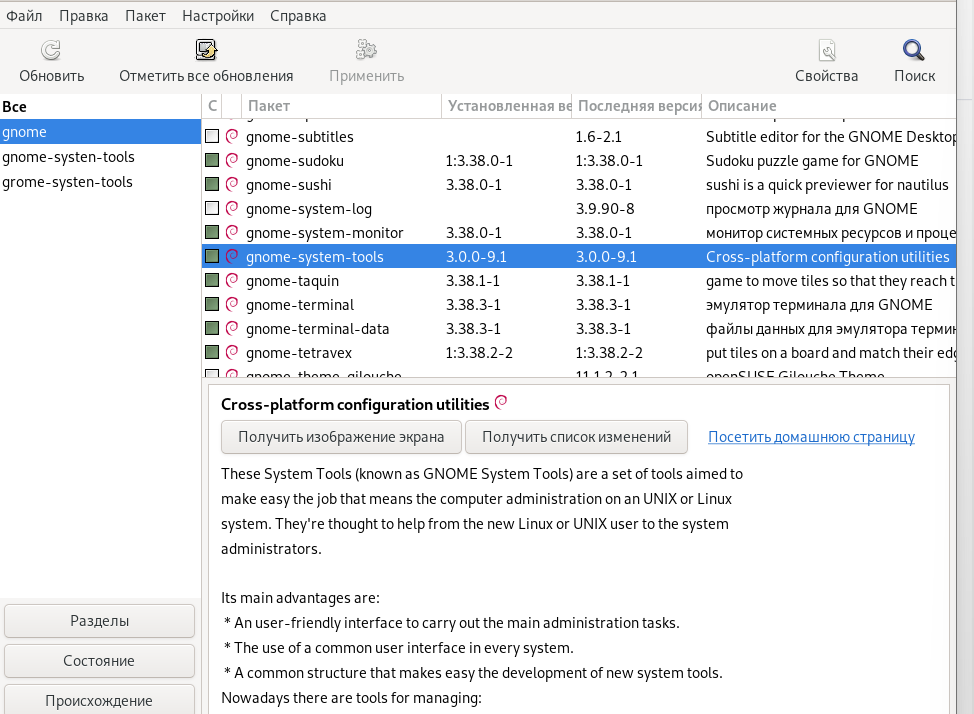 Файл Правка Пакет Настройки Справка
Обновить Отметить все обновления Применить Свойства Поиск
Все
gnome
gnome-systen-tools
grome-systen-tools
С Пакет Установленная ве Последняя версия Описание
gnome-subtitles 1.6-2.1 Subtitle editor for the GNOME Desktop
gnome-sudoku 1:3.38.0-1 1:3.38.0-1 Sudoku puzzle game for GNOME
gnome-sushi 3.38.0-1 3.38.0-1 sushi is a quick previewer for nautilus
gnome-system-log 3.9.90-8 просмотр журнала для GNOME
gnome-system-monitor 3.38.0-1 3.38.0-1 монитор системных ресурсов и проце
gnome-system-tools 3.0.0-9.1 3.0.0-9.1 Cross-platform configuration utilities
gnome-taquin 3.38.1-1 3.38.1-1 game to move tiles so that they reach t
gnome-terminal 3.38.3-1 3.38.3-1 эмулятор терминала для GNOME
gnome-terminal-data 3.38.3-1 3.38.3-1 файлы данных для эмулятора термин
gnome-tetravex 1:3.38.2-2 1:3.38.2-2 put tiles on a board and match their edg
gnome-theme-gilouche 11.1.2-2.1 openSUSE Gilouche Theme
Cross-platform configuration utilities
Получить изображение экрана Получить список изменений Посетить домашнюю страницу
These System Tools (known as GNOME System Tools) are a set of tools aimed to
make easy the job that means the computer administration on an UNIX or Linux
system. They're thought to help from the new Linux or UNIX user to the system
administrators.
Its main advantages are:
* An user-friendly interface to carry out the main administration tasks.
* The use of a common user interface in every system.
* A common structure that makes easy the development of new system tools.
Nowadays there are tools for managing:
Разделы
Состояние
Происхождение